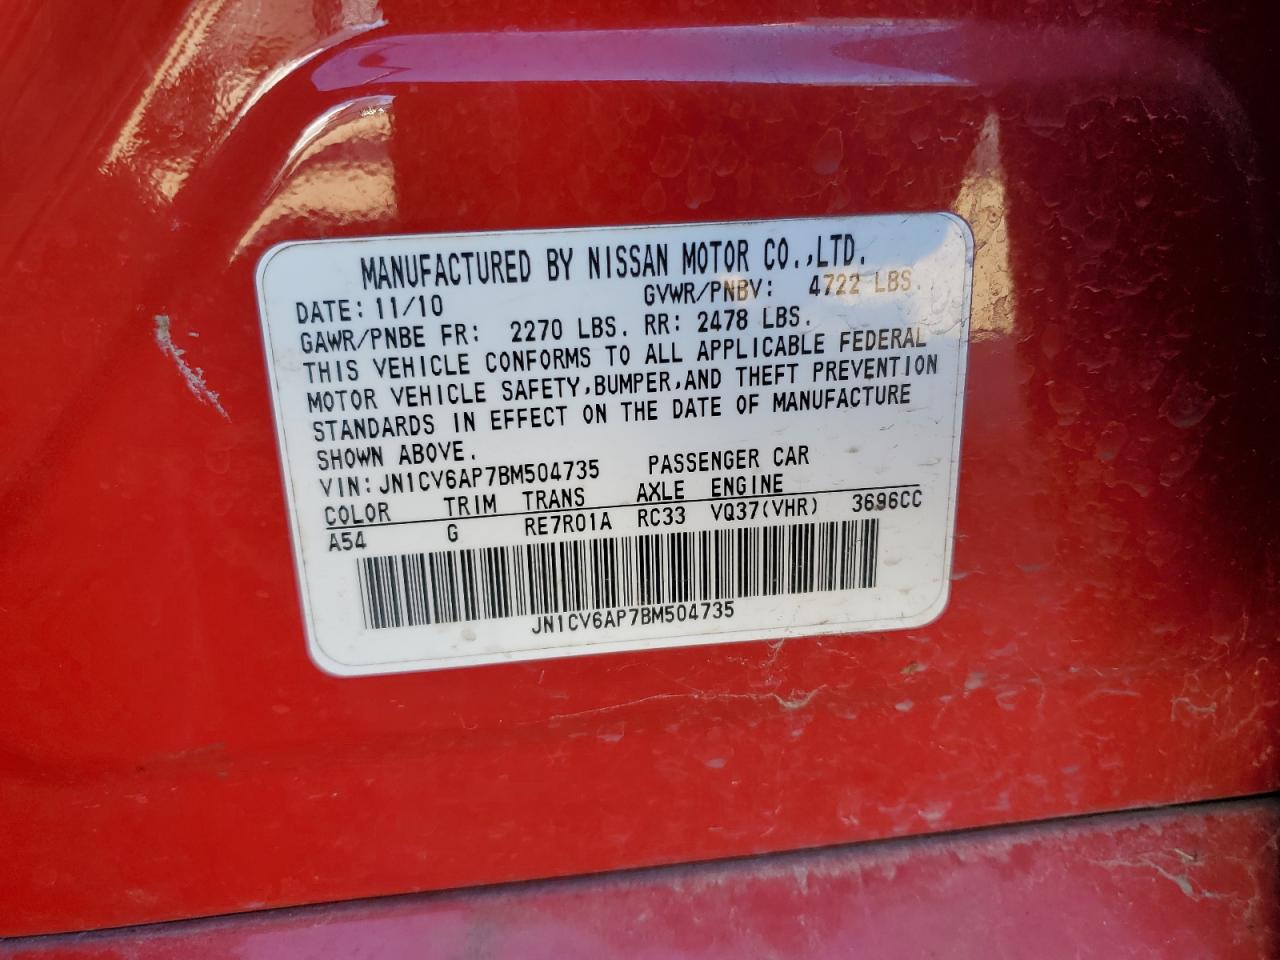 MANUFACTURED BY NISSAN MOTOR CO.,LTD.
DATE: 11/10 GVWR/PNBV: 4722 LBS.
GAWR/PNBE FR: 2270 LBS. RR: 2478 LBS.
THIS VEHICLE CONFORMS TO ALL APPLICABLE FEDERAL
MOTOR VEHICLE SAFETY,BUMPER,AND THEFT PREVENTION
STANDARDS IN EFFECT ON THE DATE OF MANUFACTURE
SHOWN ABOVE.
VIN: JN1CV6AP7BM504735 PASSENGER CAR
COLOR TRIM TRANS AXLE ENGINE
A54 G RE7R01A RC33 VQ37(VHR) 3696CC
JN1CV6AP7BM504735